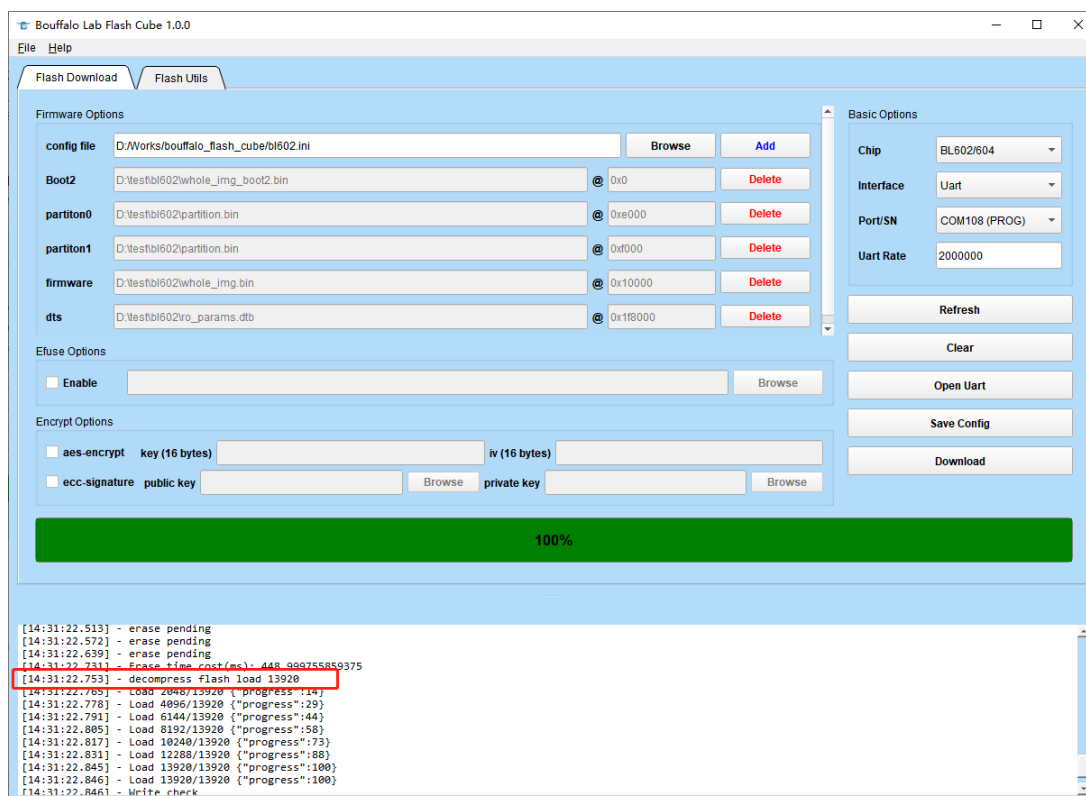 Bouffalo Lab Flash Cube 1.0.0
File Help
Flash Download Flash Utils
Firmware Options
config file D:/Works/bouffalo_flash_cube/bl602.ini Browse Add
Boot2 D:\test\bl602\whole_img_boot2.bin @ 0x0 Delete
partiton0 D:\test\bl602\partition.bin @ 0xe000 Delete
partiton1 D:\test\bl602\partition.bin @ 0xf000 Delete
firmware D:\test\bl602\whole_img.bin @ 0x10000 Delete
dts D:\test\bl602\ro_params.dtb @ 0x1f8000 Delete
Efuse Options
Enable Browse
Encrypt Options
aes-encrypt key (16 bytes) iv (16 bytes)
ecc-signature public key Browse private key Browse
Basic Options
Chip BL602/604
Interface Uart
Port/SN COM108 (PROG)
Uart Rate 2000000
Refresh
Clear
Open Uart
Save Config
Download
100%
[14:31:22.513] - erase pending
[14:31:22.572] - erase pending
[14:31:22.639] - erase pending
[14:31:22.731] - Erase time cost(ms): 448.999755859375
[14:31:22.753] - decompress flash load 13920
[14:31:22.765] - Load 2048/13920 {"progress":14}
[14:31:22.778] - Load 4096/13920 {"progress":29}
[14:31:22.791] - Load 6144/13920 {"progress":44}
[14:31:22.805] - Load 8192/13920 {"progress":58}
[14:31:22.817] - Load 10240/13920 {"progress":73}
[14:31:22.831] - Load 12288/13920 {"progress":88}
[14:31:22.845] - Load 13920/13920 {"progress":100}
[14:31:22.846] - Load 13920/13920 {"progress":100}
[14:31:22.846] - Write check